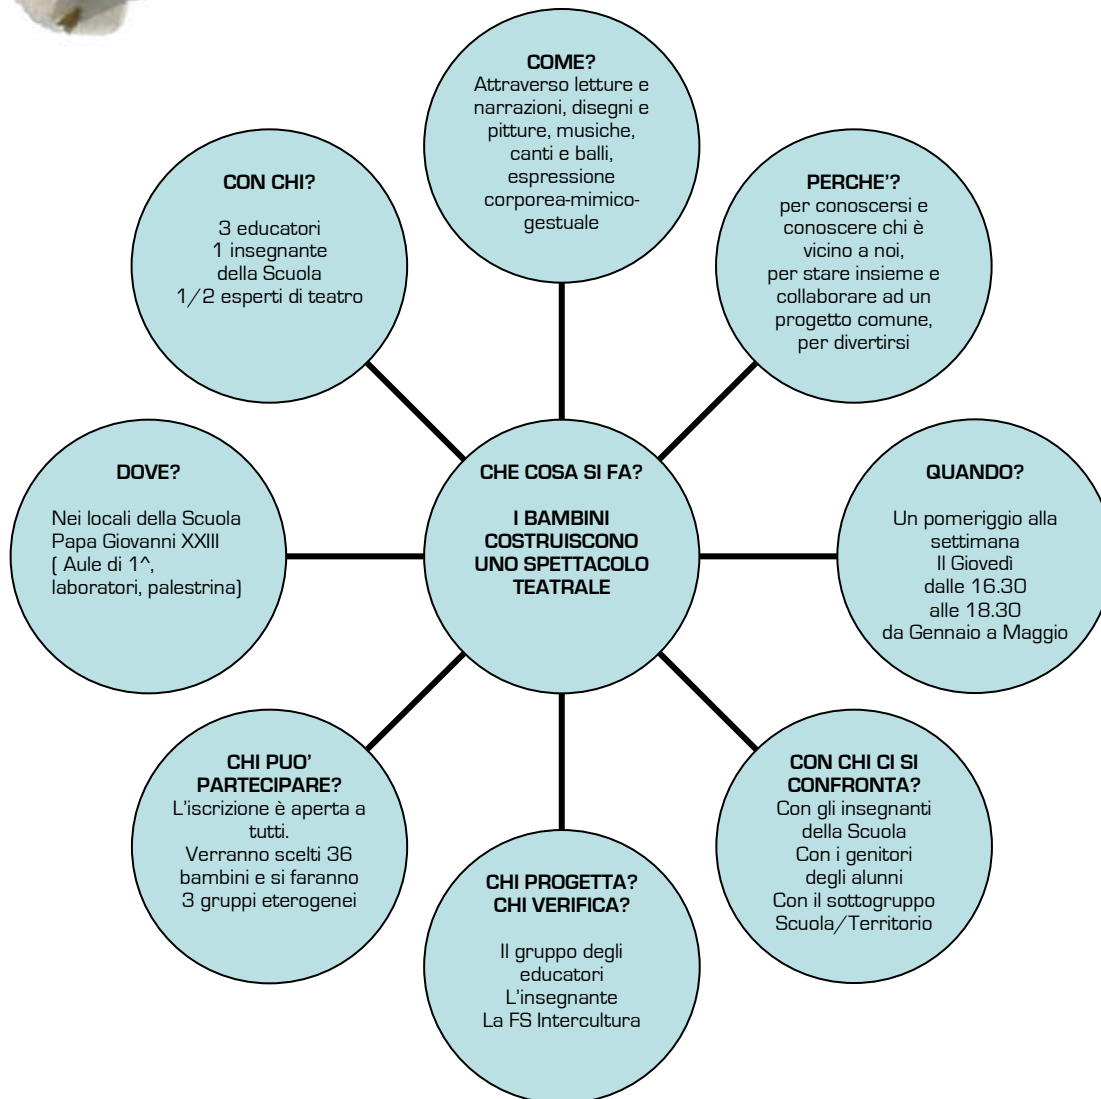 COME?
Attraverso letture e
narrazioni, disegni e
pitture, musiche,
canti e balli,
espressione
corporea-mimico-
gestuale
CON CHI?
3 educatori
1 insegnante
della Scuola
1/2 esperti di teatro
PERCHE'?
per conoscersi e
conoscere chi è
vicino a noi,
per stare insieme e
collaborare ad un
progetto comune,
per divertirsi
DOVE?
Nei locali della Scuola
Papa Giovanni XXIII
( Aule di 1^,
laboratori, palestrina)
CHE COSA SI FA?
I BAMBINI
COSTRUISCONO
UNO SPETTACOLO
TEATRALE
QUANDO?
Un pomeriggio alla
settimana
Il Giovedì
dalle 16.30
alle 18.30
da Gennaio a Maggio
CHI PUO'
PARTECIPARE?
L'iscrizione è aperta a
tutti.
Verranno scelti 36
bambini e si faranno
3 gruppi eterogenei
CHI PROGETTA?
CHI VERIFICA?
Il gruppo degli
educatori
L'insegnante
La FS Intercultura
CON CHI CI SI
CONFRONTA?
Con gli insegnanti
della Scuola
Con i genitori
degli alunni
Con il sottogruppo
Scuola/Territorio